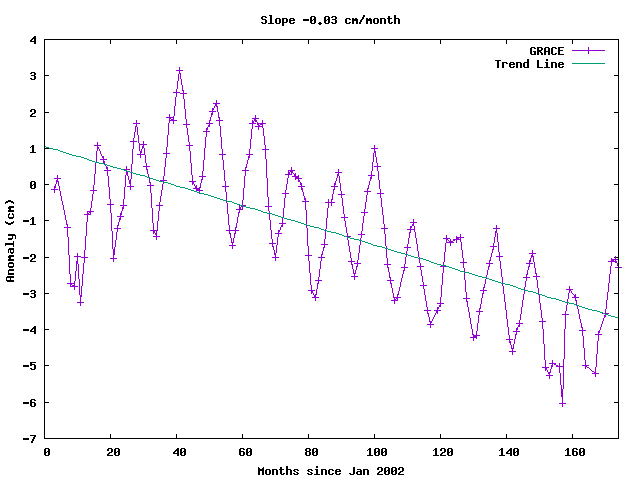 Slope -0.03 cm/month
GRACE
Trend Line
4
3
2
1
0
-1
-2
-3
-4
-5
-6
-7
Anomaly (cm)
0 20 40 60 80 100 120 140 160
Months since Jan 2002